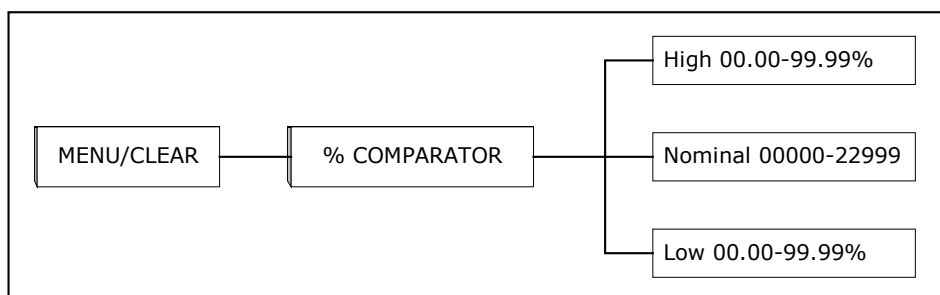 High 00.00-99.99%
MENU/CLEAR
% COMPARATOR
Nominal 00000-22999
Low 00.00-99.99%